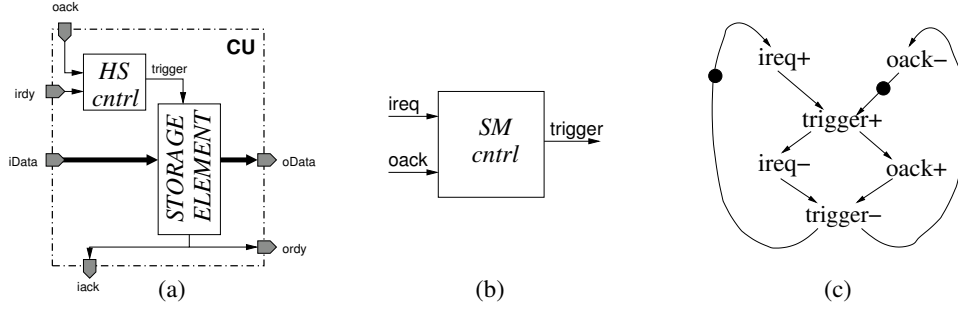 oack
CU
HS
cntrl
trigger
irdy
iData
STORAGE
ELEMENT
oData
ordy
iack
(a)
ireq
oack
SM
cntrl
trigger
(b)
ireq+
oack−
trigger+
ireq−
oack+
trigger−
(c)